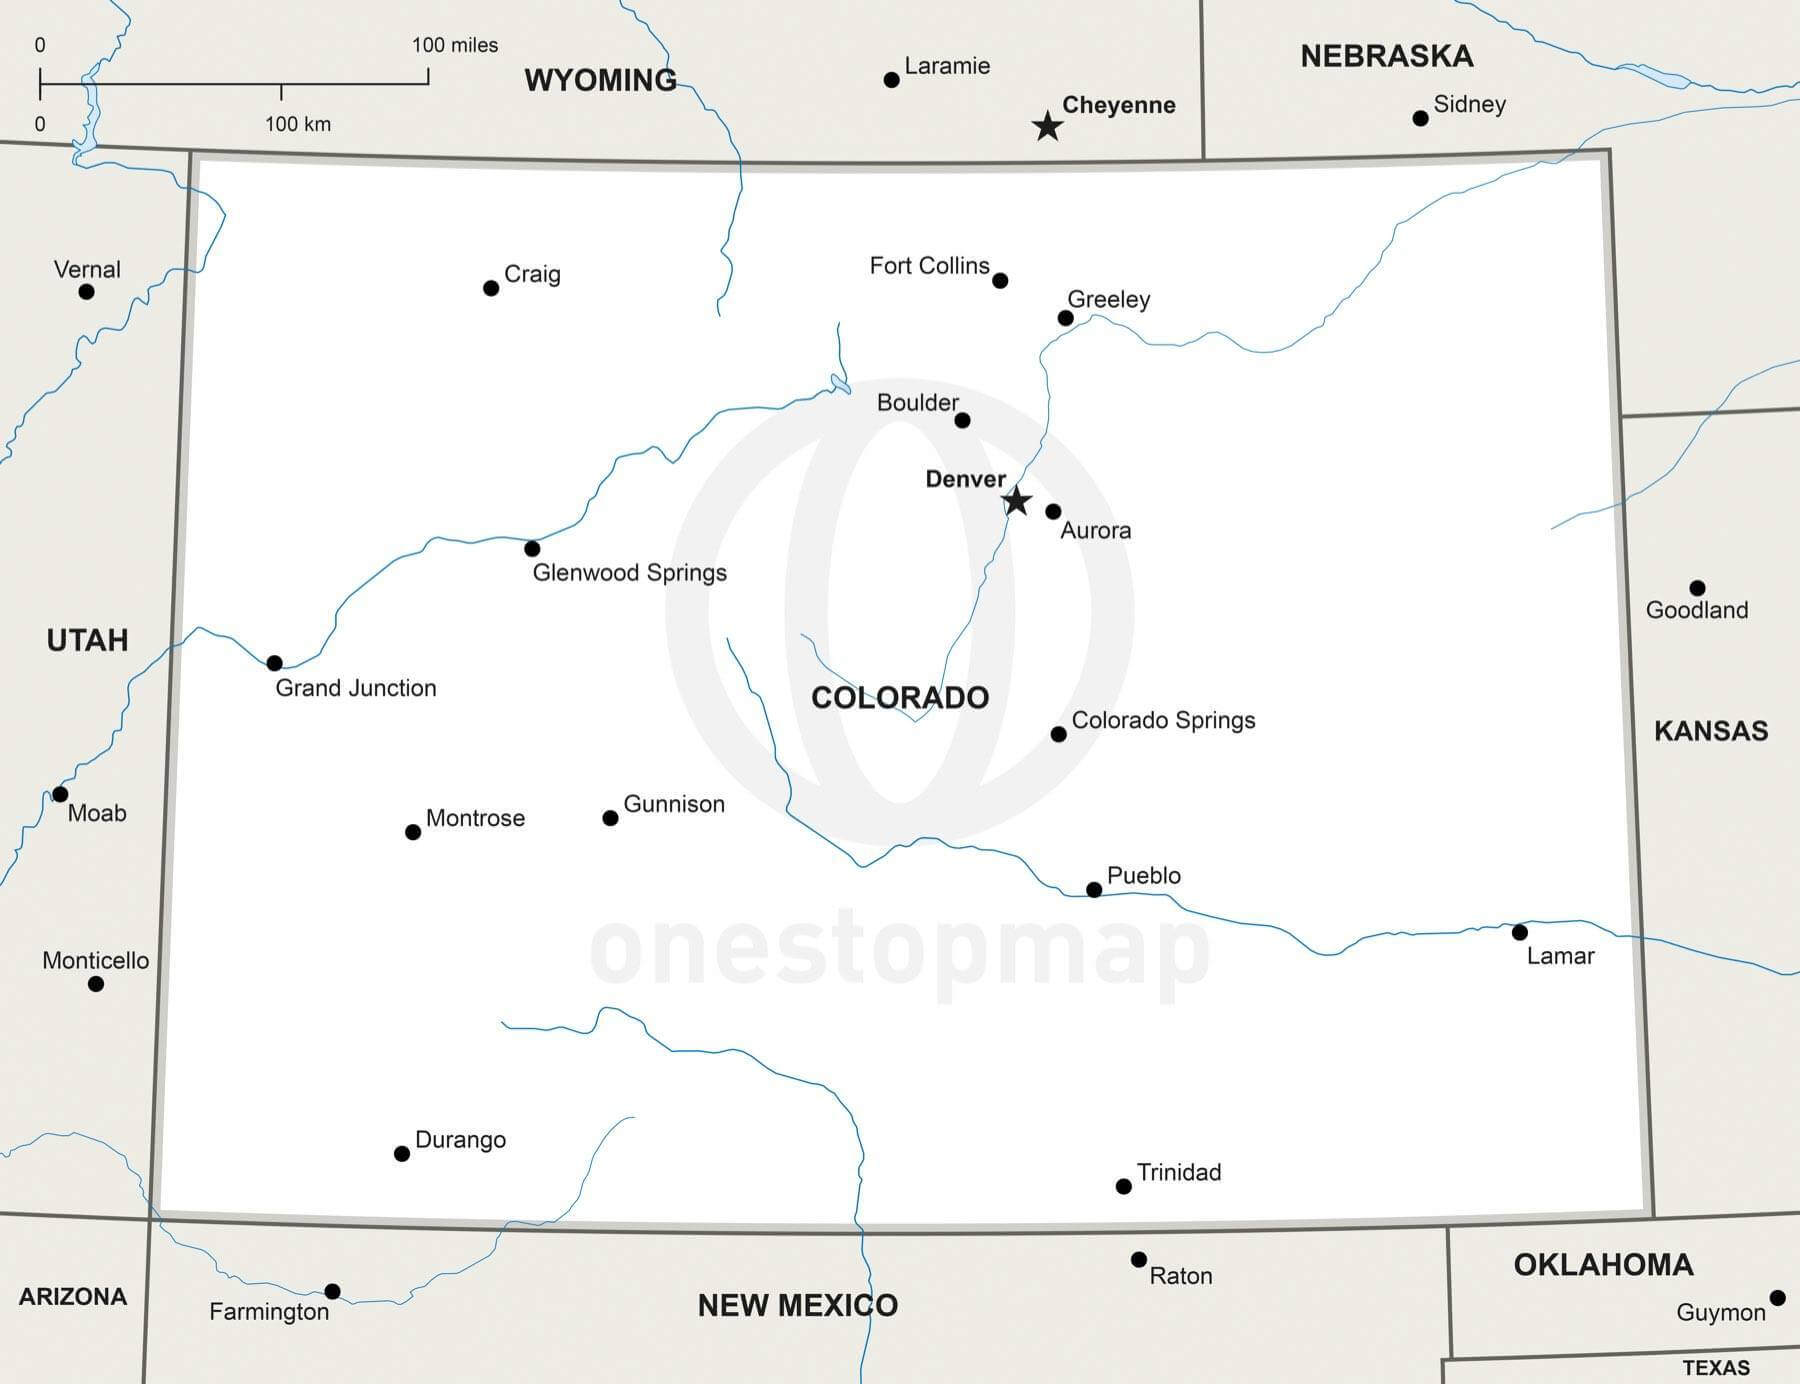 0
100 miles
0
100 km
WYOMING
Laramie
Cheyenne
NEBRASKA
Sidney
Vernal
Craig
Fort Collins
Greeley
Boulder
Denver
Aurora
Glenwood Springs
Goodland
UTAH
Grand Junction
COLORADO
Colorado Springs
KANSAS
Moab
Montrose
Gunnison
Pueblo
onestopmap
Lamar
Monticello
Durango
Trinidad
ARIZONA
Farmington
NEW MEXICO
Raton
OKLAHOMA
Guymon
TEXAS